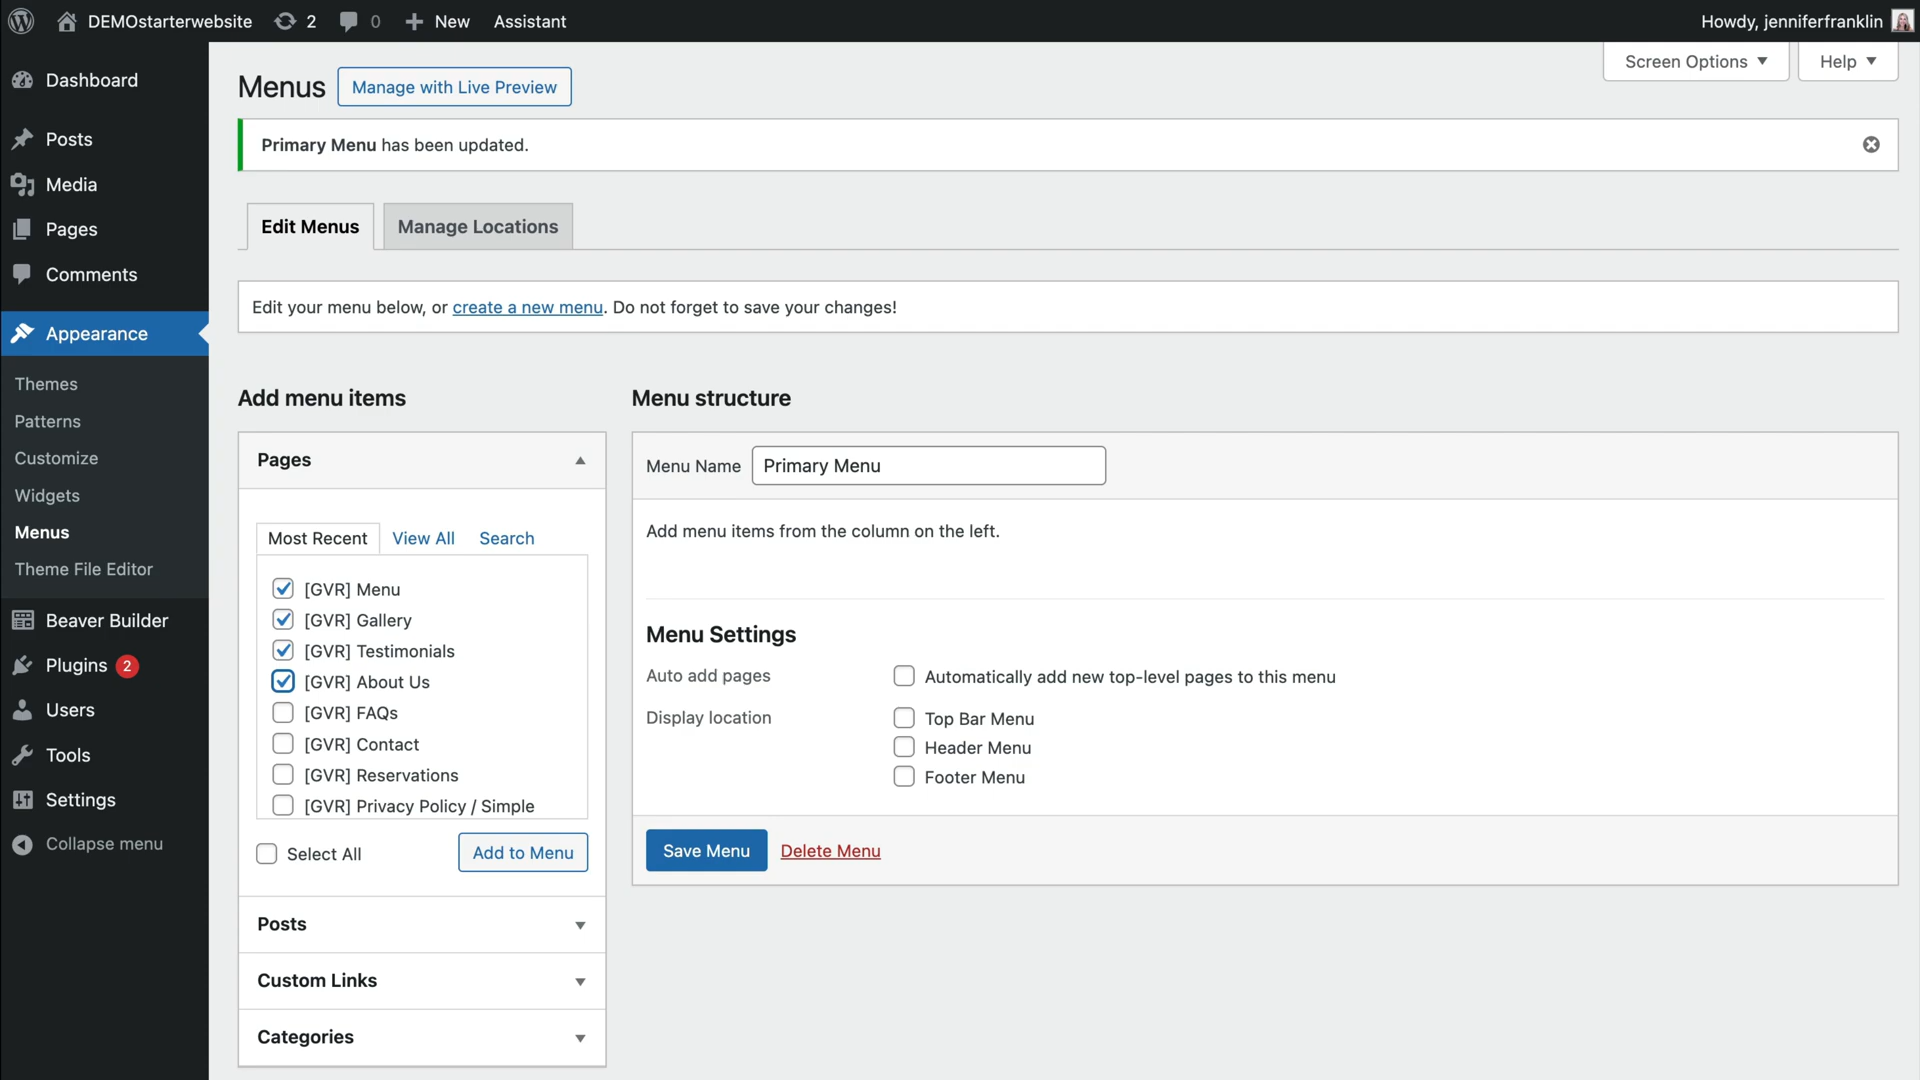 DEMOstarterwebsite 2 0 New Assistant Howdy, jenniferfranklin
Dashboard
Posts
Media
Pages
Comments
Appearance
Themes
Patterns
Customize
Widgets
Menus
Theme File Editor
Beaver Builder
Plugins 2
Users
Tools
Settings
Collapse menu
Screen Options Help
Menus Manage with Live Preview
Primary Menu has been updated.
Edit Menus Manage Locations
Edit your menu below, or create a new menu. Do not forget to save your changes!
Add menu items
Pages
Most Recent View All Search
[GVR] Menu
[GVR] Gallery
[GVR] Testimonials
[GVR] About Us
[GVR] FAQs
[GVR] Contact
[GVR] Reservations
[GVR] Privacy Policy / Simple
Select All Add to Menu
Posts
Custom Links
Categories
Menu structure
Menu Name Primary Menu
Add menu items from the column on the left.
Menu Settings
Auto add pages Automatically add new top-level pages to this menu
Display location Top Bar Menu
Header Menu
Footer Menu
Save Menu Delete Menu